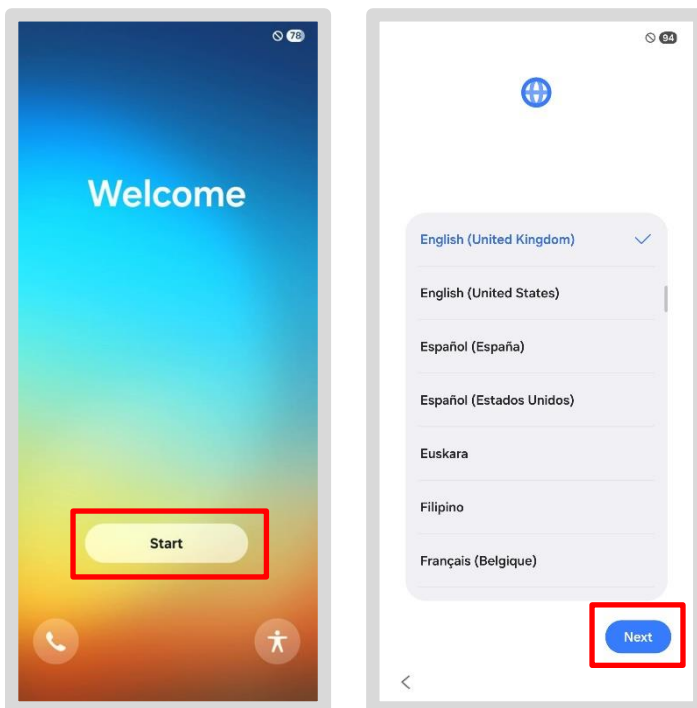 78
Welcome
Start
94
English (United Kingdom)
English (United States)
Español (España)
Español (Estados Unidos)
Euskara
Filipino
Français (Belgique)
Next